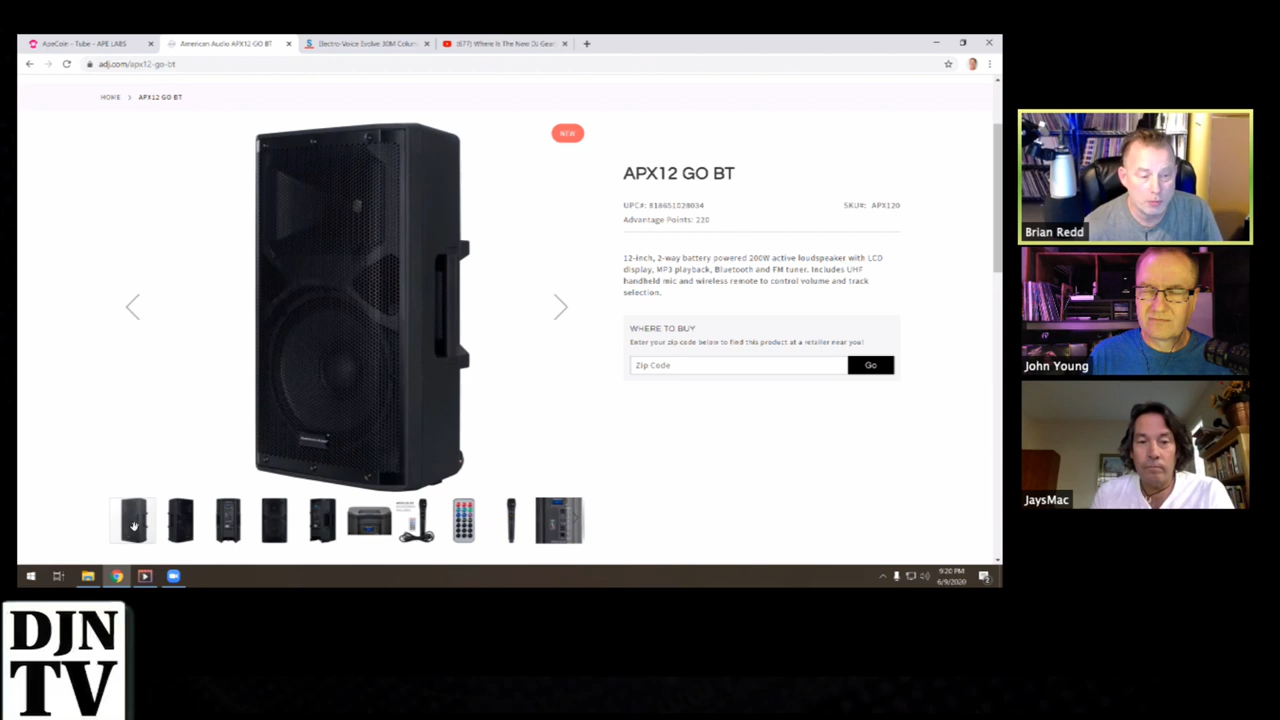 ApeCoin - Tube - APE LABS
American Audio APX12 GO BT
Electro-Voice Evolve 30M Colum
(677) Where Is The New DJ Gear
adj.com/apx12-go-bt
HOME > APX12 GO BT
NEW
APX12 GO BT
UPC#: 818651028034
SKU#: APX120
Advantage Points: 220
12-inch, 2-way battery powered 200W active loudspeaker with LCD
display, MP3 playback, Bluetooth and FM tuner. Includes UHF
handheld mic and wireless remote to control volume and track
selection.
WHERE TO BUY
Enter your zip code below to find this product at a retailer near you!
Zip Code
Go
Brian Redd
John Young
JaysMac
9:20 PM
6/9/2020
DJN
TV